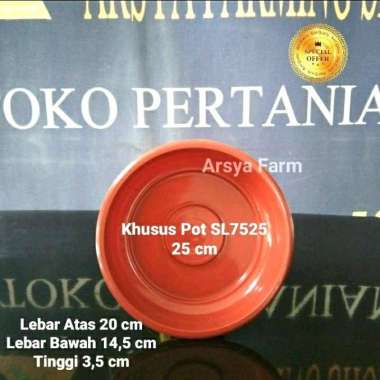 SPECIAL
OFFER
TOKO PERTANIA
Arsya Farm
Khusus Pot SL7525
25 cm
Lebar Atas 20 cm
Lebar Bawah 14,5 cm
Tinggi 3,5 cm